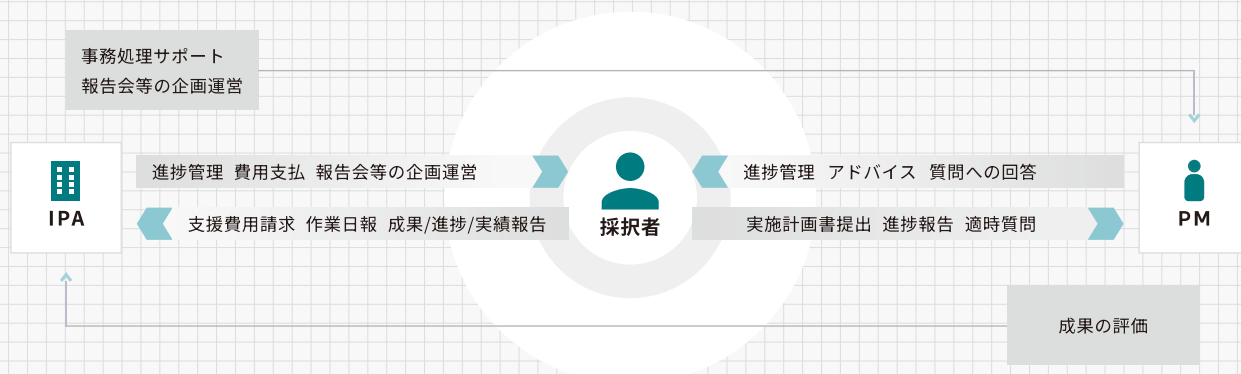 事務処理サポート
報告会等の企画運営
進捗管理 費用支払 報告会等の企画運営
進捗管理 アドバイス 質問への回答
IPA
採択者
PM
支援費用請求 作業日報 成果/進捗/実績報告
実施計画書提出 進捗報告 適時質問
成果の評価